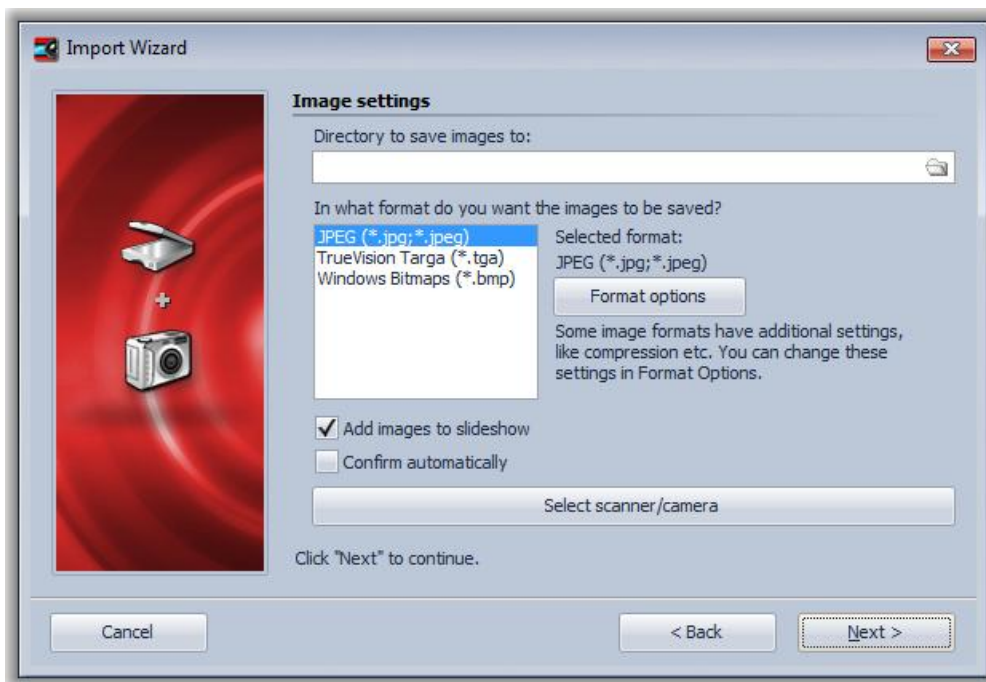 Import Wizard
Image settings
Directory to save images to:
In what format do you want the images to be saved?
JPEG (*.jpg;*.jpeg)
TrueVision Targa (*.tga)
Windows Bitmaps (*.bmp)
Selected format:
JPEG (*.jpg;*.jpeg)
Format options
Some image formats have additional settings,
like compression etc. You can change these
settings in Format Options.
Add images to slideshow
Confirm automatically
Select scanner/camera
Click "Next" to continue.
Cancel
< Back
Next >